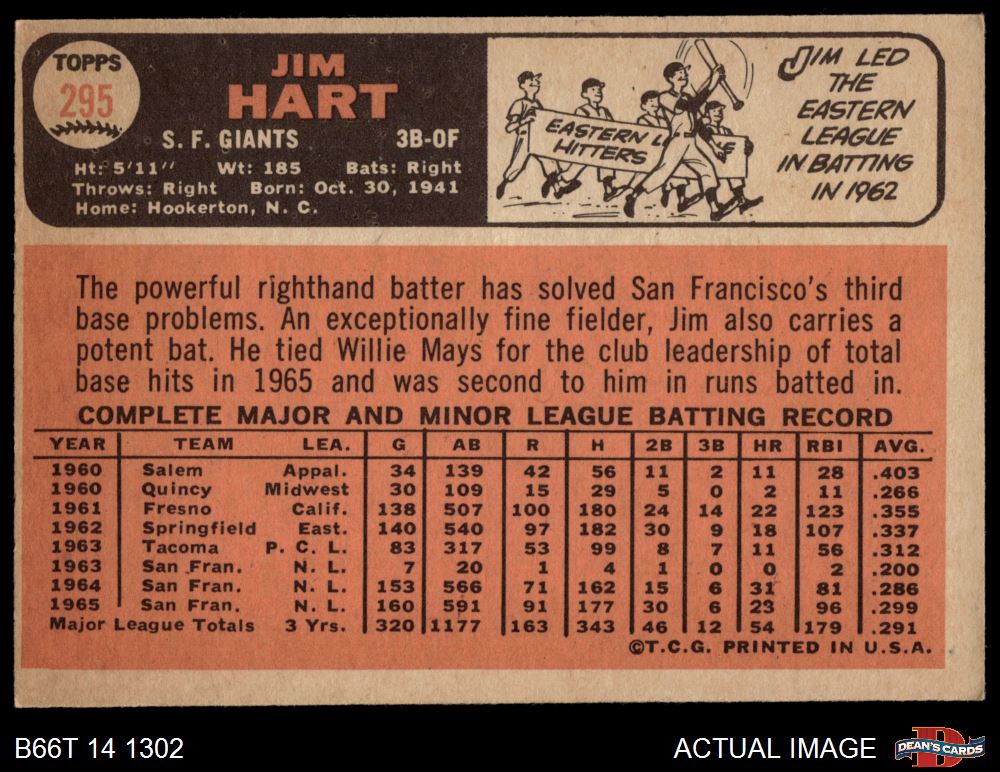 TOPPS
295
JIM
HART
S. F. GIANTS 3B-OF
Ht: 5'11" Wt: 185 Bats: Right
Throws: Right Born: Oct. 30, 1941
Home: Hookerton, N. C.
EASTERN L E
HITTERS
JIM LED
THE
EASTERN
LEAGUE
IN BATTING
IN 1962
The powerful righthand batter has solved San Francisco's third
base problems. An exceptionally fine fielder, Jim also carries a
potent bat. He tied Willie Mays for the club leadership of total
base hits in 1965 and was second to him in runs batted in.
COMPLETE MAJOR AND MINOR LEAGUE BATTING RECORD
YEAR TEAM LEA. G AB R H 2B 3B HR RBI AVG.
1960 Salem Appal. 34 139 42 56 11 2 11 28 .403
1960 Quincy Midwest 30 109 15 29 5 0 2 11 .266
1961 Fresno Calif. 138 507 100 180 24 14 22 123 .355
1962 Springfield East. 140 540 97 182 30 9 18 107 .337
1963 Tacoma P. C. L. 83 317 53 99 8 7 11 56 .312
1963 San Fran. N. L. 7 20 1 4 1 0 0 2 .200
1964 San Fran. N. L. 153 566 71 162 15 6 31 81 .286
1965 San Fran. N. L. 160 591 91 177 30 6 23 96 .299
Major League Totals 3 Yrs. 320 1177 163 343 46 12 54 179 .291
©T.C.G. PRINTED IN U.S.A.
B66T 14 1302 ACTUAL IMAGE D DEAN'S CARDS